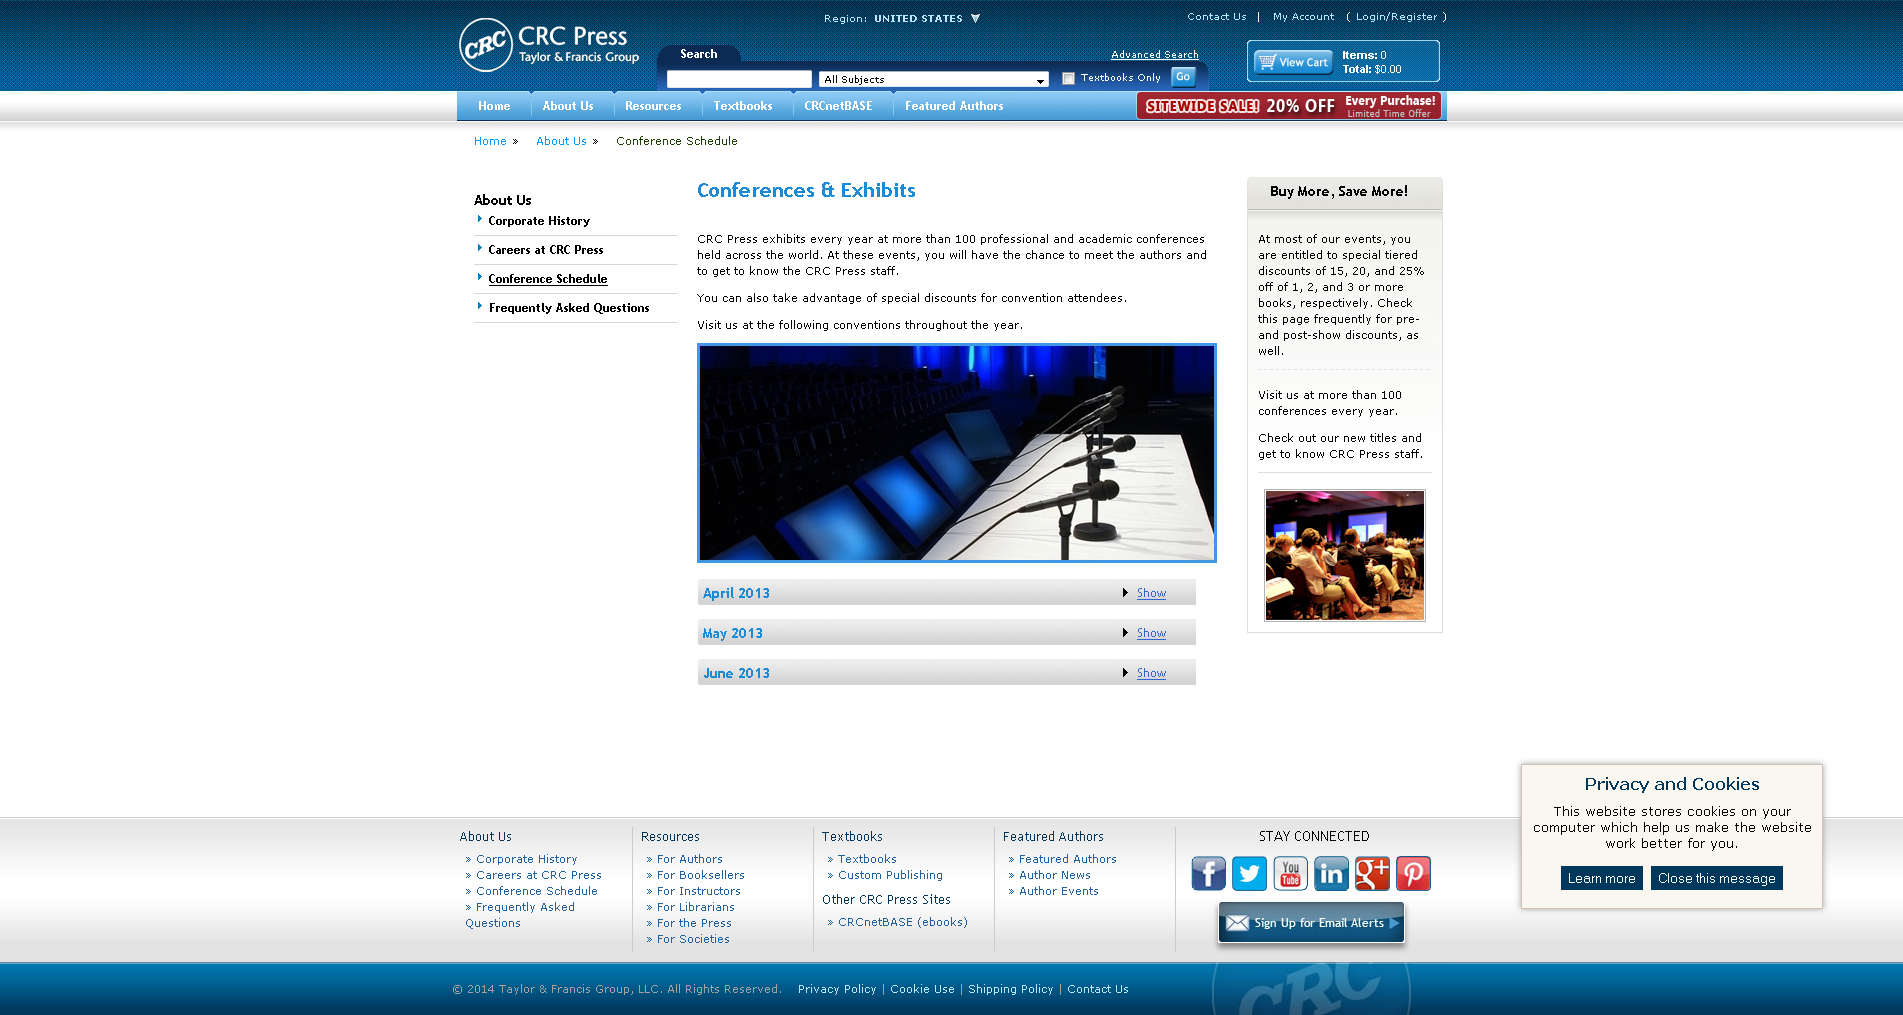 Region: UNITED STATES
Contact Us | My Account ( Login/Register )
CRC
CRC Press
Taylor & Francis Group
Search
Advanced Search
All Subjects
Textbooks Only
Go
View Cart
Items: 0
Total: $0.00
Home
About Us
Resources
Textbooks
CRCnetBASE
Featured Authors
SITEWIDE SALE! 20% OFF
Every Purchase!
Limited Time Offer
Home »
About Us »
Conference Schedule
About Us
Corporate History
Careers at CRC Press
Conference Schedule
Frequently Asked Questions
Conferences & Exhibits
CRC Press exhibits every year at more than 100 professional and academic conferences
held across the world. At these events, you will have the chance to meet the authors and
to get to know the CRC Press staff.
You can also take advantage of special discounts for convention attendees.
Visit us at the following conventions throughout the year.
April 2013
Show
May 2013
Show
June 2013
Show
Buy More, Save More!
At most of our events, you
are entitled to special tiered
discounts of 15, 20, and 25%
off of 1, 2, and 3 or more
books, respectively. Check
this page frequently for pre-
and post-show discounts, as
well.
Visit us at more than 100
conferences every year.
Check out our new titles and
get to know CRC Press staff.
Privacy and Cookies
This website stores cookies on your
computer which help us make the website
work better for you.
Learn more
Close this message
About Us
» Corporate History
» Careers at CRC Press
» Conference Schedule
» Frequently Asked
Questions
Resources
» For Authors
» For Booksellers
» For Instructors
» For Librarians
» For the Press
» For Societies
Textbooks
» Textbooks
» Custom Publishing
Other CRC Press Sites
» CRCnetBASE (ebooks)
Featured Authors
» Featured Authors
» Author News
» Author Events
STAY CONNECTED
You Tube
in
g+
Sign Up for Email Alerts
© 2014 Taylor & Francis Group, LLC. All Rights Reserved.
Privacy Policy | Cookie Use | Shipping Policy | Contact Us
CRC